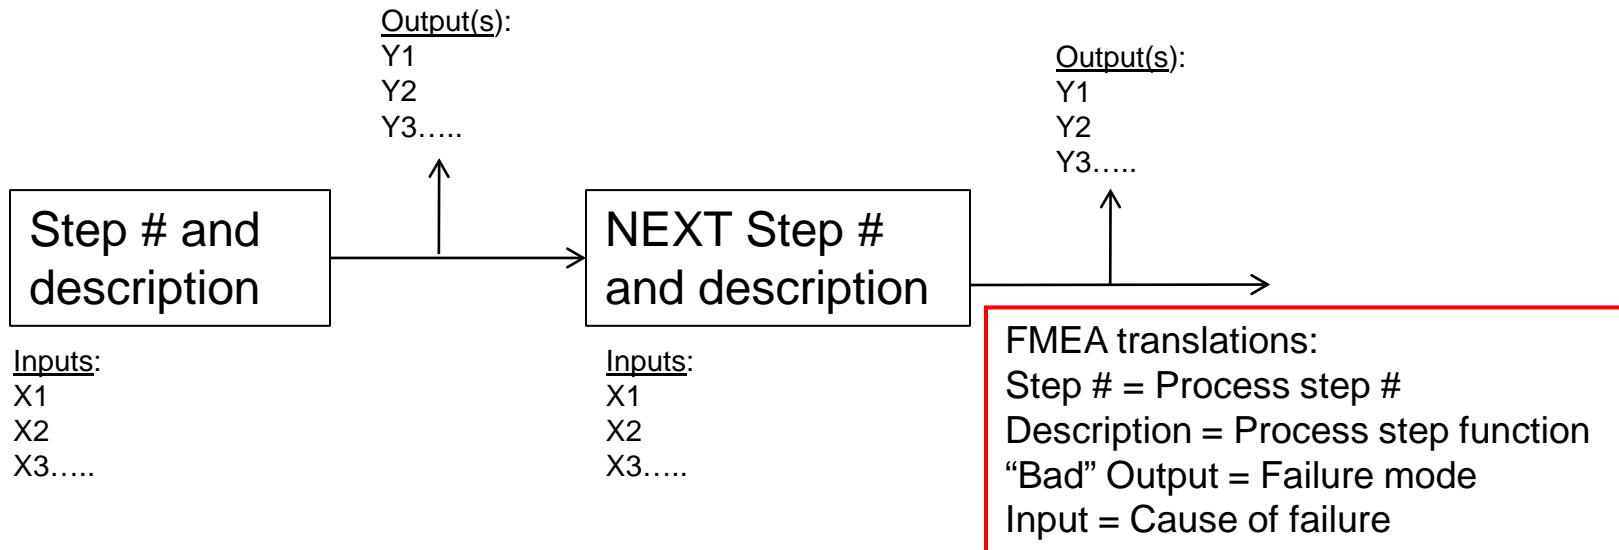 Output(s):
Y1
Y2
Y3…..
Output(s):
Y1
Y2
Y3…..
Step # and
description
NEXT Step #
and description
Inputs:
X1
X2
X3…..
Inputs:
X1
X2
X3…..
FMEA translations:
Step # = Process step #
Description = Process step function
“Bad” Output = Failure mode
Input = Cause of failure